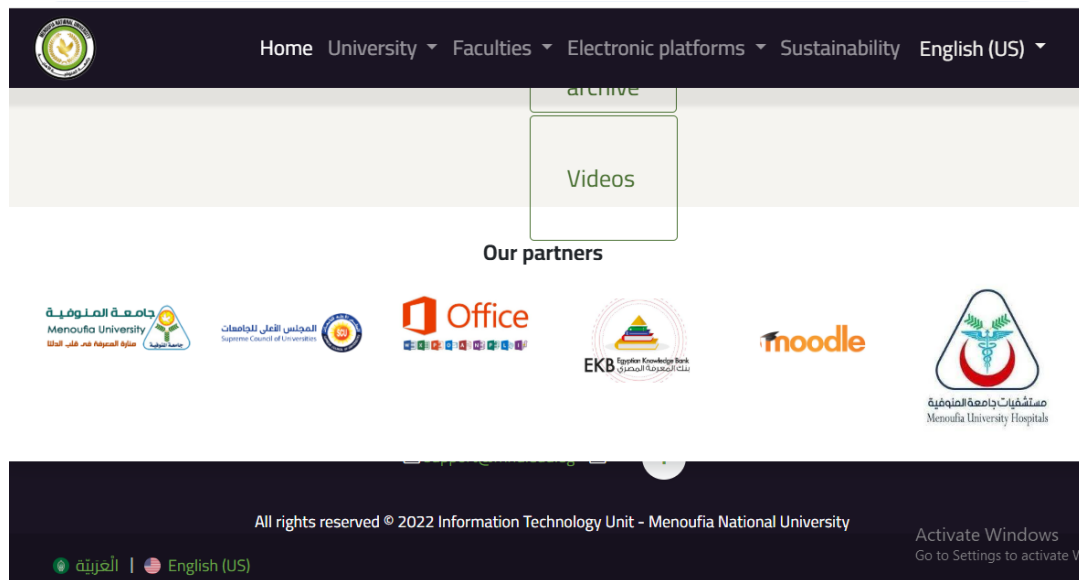 Home University Faculties Electronic platforms Sustainability English (US)
archive
Videos
Our partners
جامعة المنوفية
Menoufia University
منارة المعرفة فى قلب الدلتا
المجلس الأعلى للجامعات
Supreme Council of Universities
SCU
Office
EKB Egyptian Knowledge Bank
بنك المعرفة المصري
moodle
مستشفيات جامعة المنوفية
Menoufia University Hospitals
All rights reserved © 2022 Information Technology Unit - Menoufia National University
Activate Windows
Go to Settings to activate W
الْعَرَبيّة | English (US)